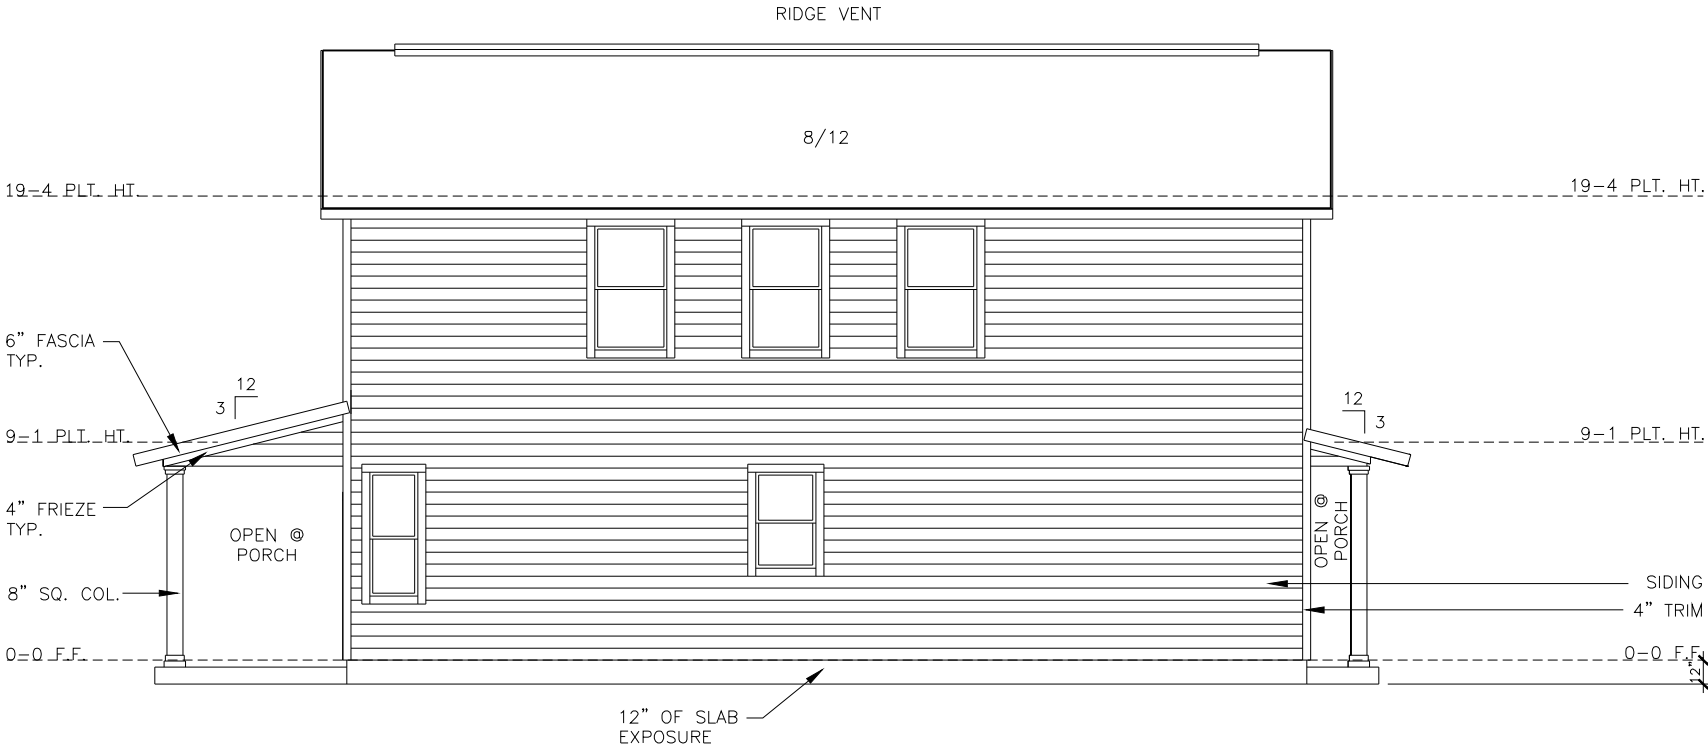 RIDGE VENT
8/12
19-4 PLT. HT.
19-4 PLT. HT.
6” FASCIA
TYP.
12
3
12
3
9-1 PLT. HT.
9-1 PLT. HT.
4” FRIEZE
TYP.
OPEN @
PORCH
OPEN @
PORCH
8” SQ. COL.
SIDING
4” TRIM
0-0 F.F.
0-0 F.F.
12”
12” OF SLAB
EXPOSURE